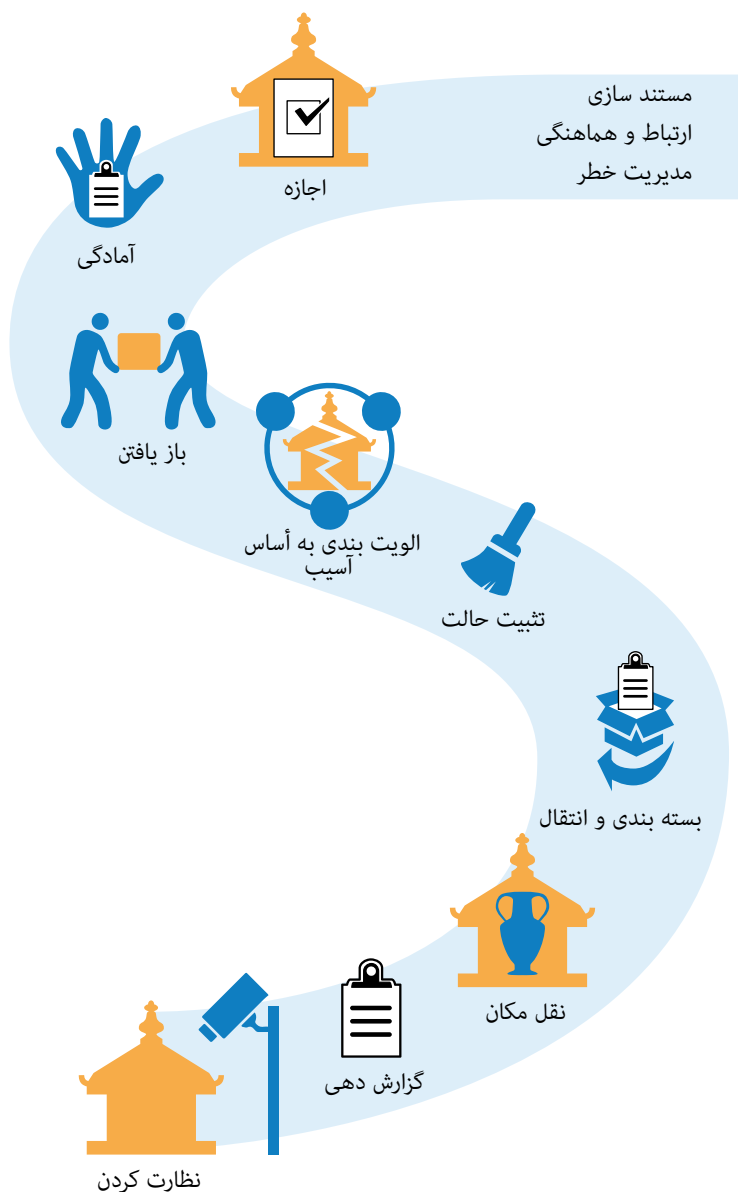 مستند سازی
ارتباط و هماهنگی
مدیریت خطر
اجازه
آمادگی
باز یافتن
الویت بندی به أساس
آسیب
تثبیت حالت
بسته بندی و انتقال
نقل مکان
گزارش دهی
نظارت کردن